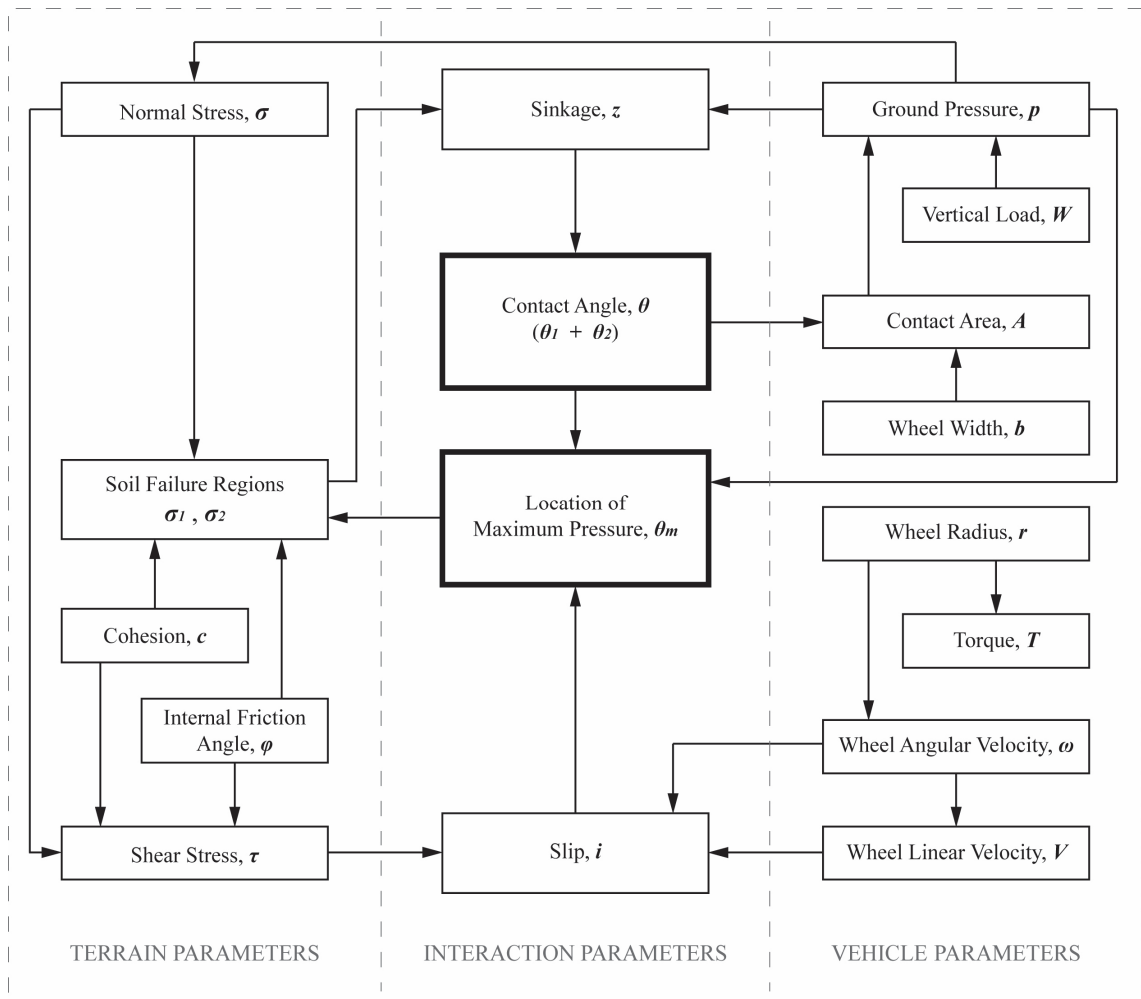 Normal Stress, σ
Sinkage, z
Ground Pressure, p
Vertical Load, W
Contact Angle, θ
(θ1 + θ2)
Contact Area, A
Wheel Width, b
Soil Failure Regions
σ1 , σ2
Location of
Maximum Pressure, θm
Wheel Radius, r
Cohesion, c
Torque, T
Internal Friction
Angle, φ
Wheel Angular Velocity, ω
Shear Stress, τ
Slip, i
Wheel Linear Velocity, V
TERRAIN PARAMETERS
INTERACTION PARAMETERS
VEHICLE PARAMETERS